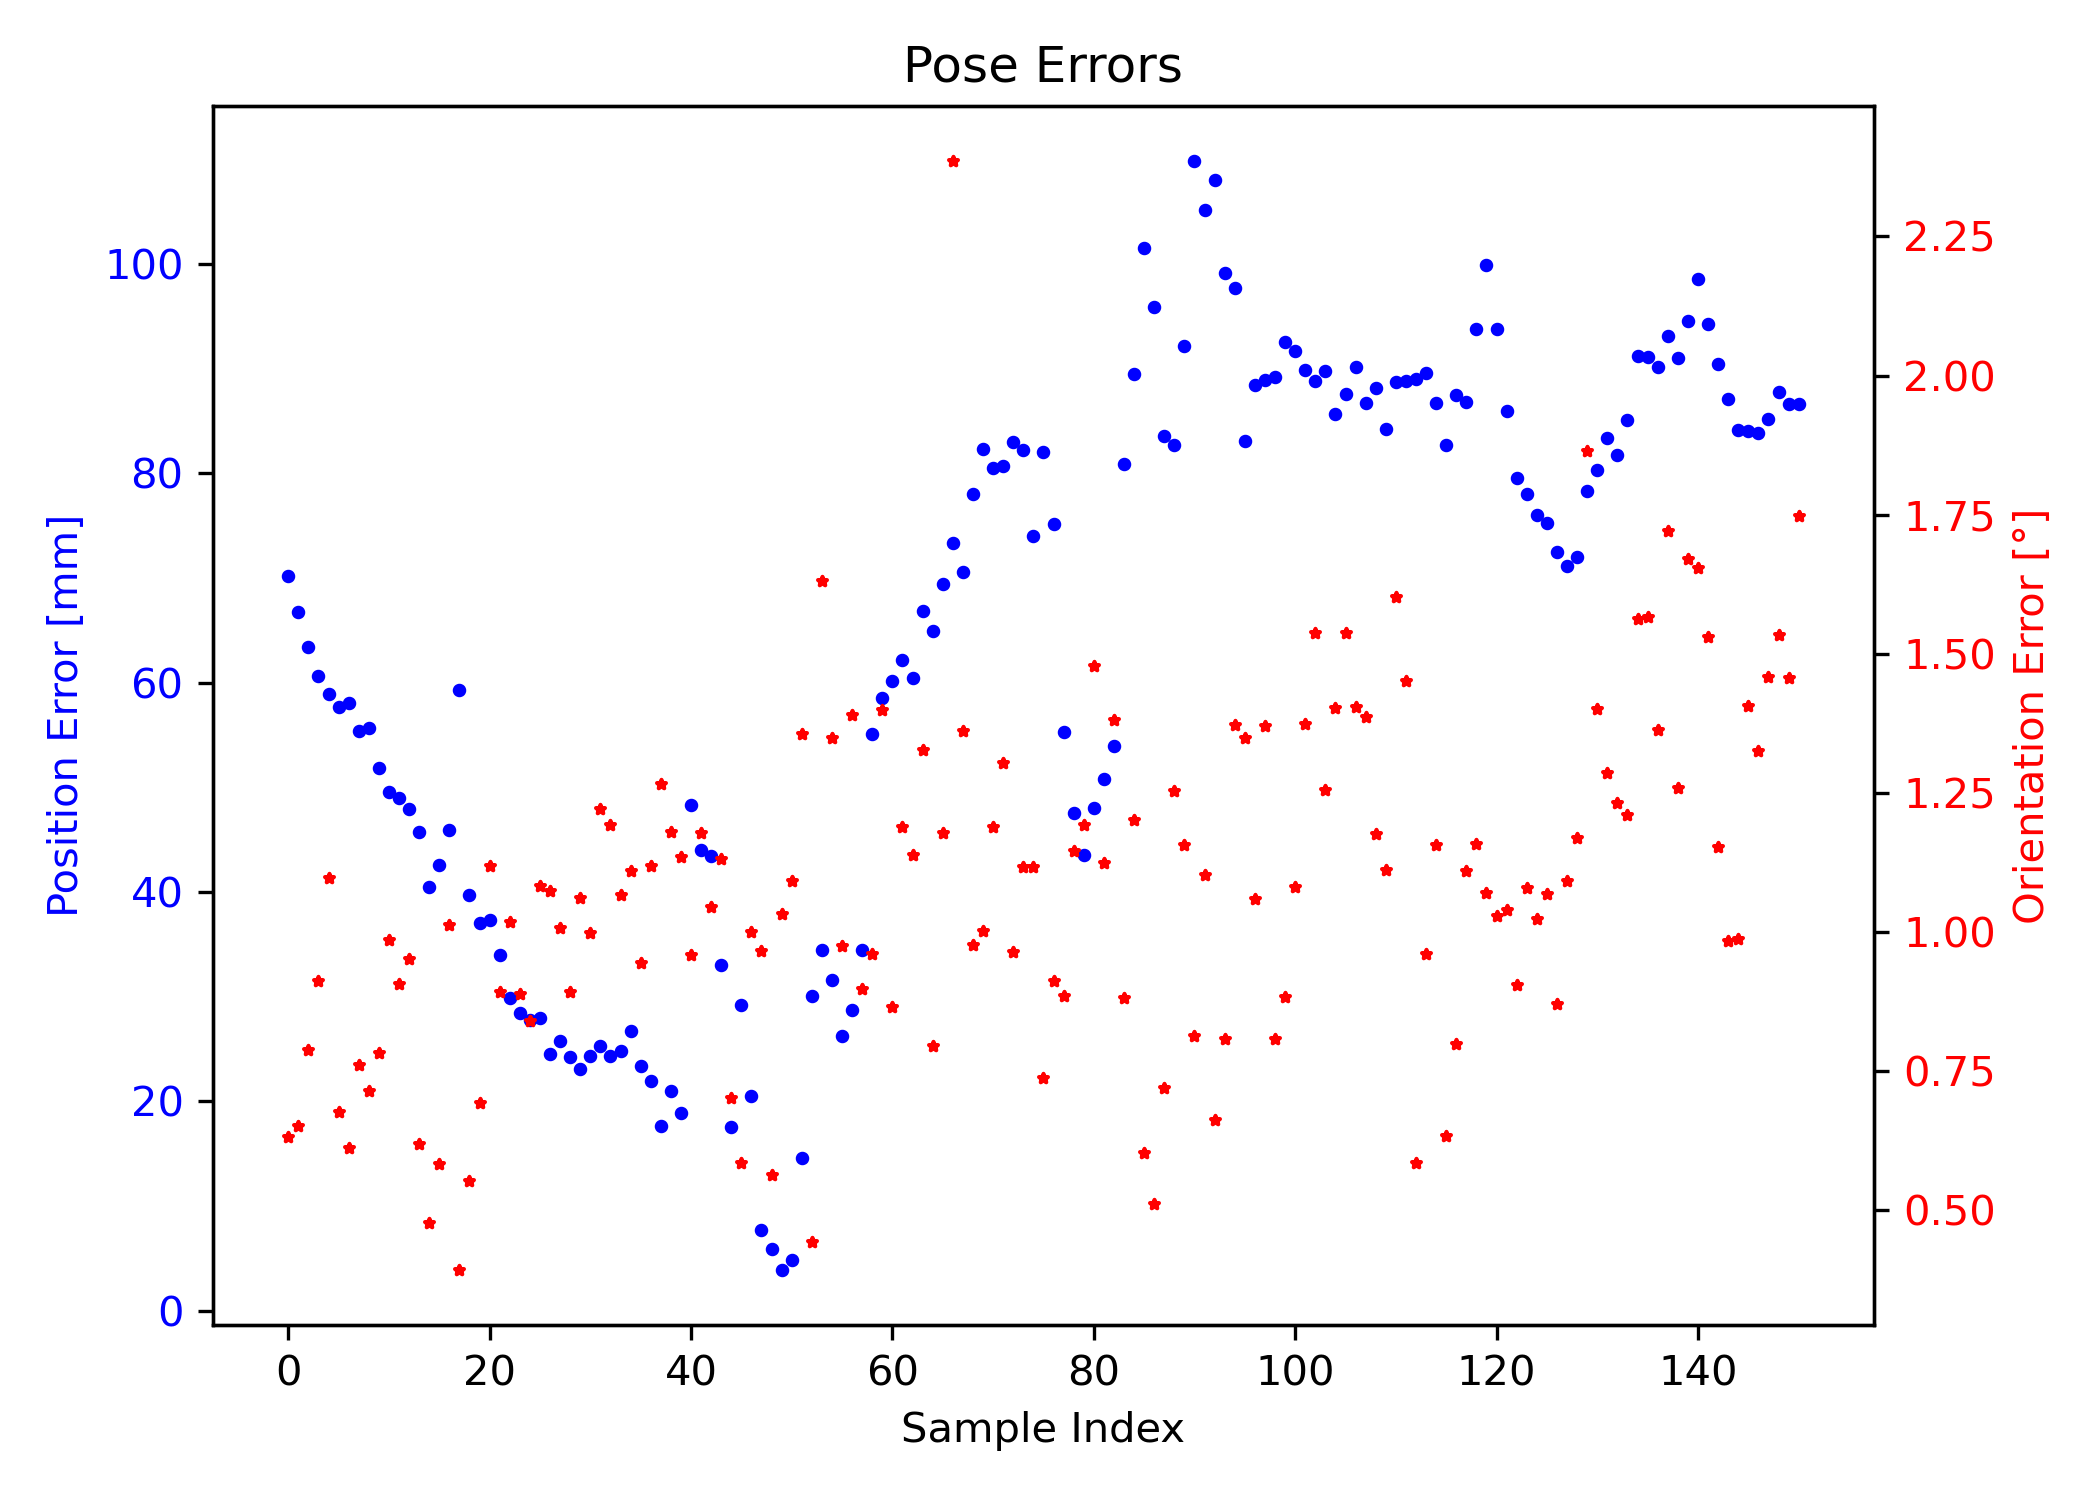 Pose Errors
Position Error [mm]
100
80
60
40
20
0
2.25
2.00
1.75
1.50
1.25
1.00
0.75
0.50
Orientation Error [°]
0 20 40 60 80 100 120 140
Sample Index